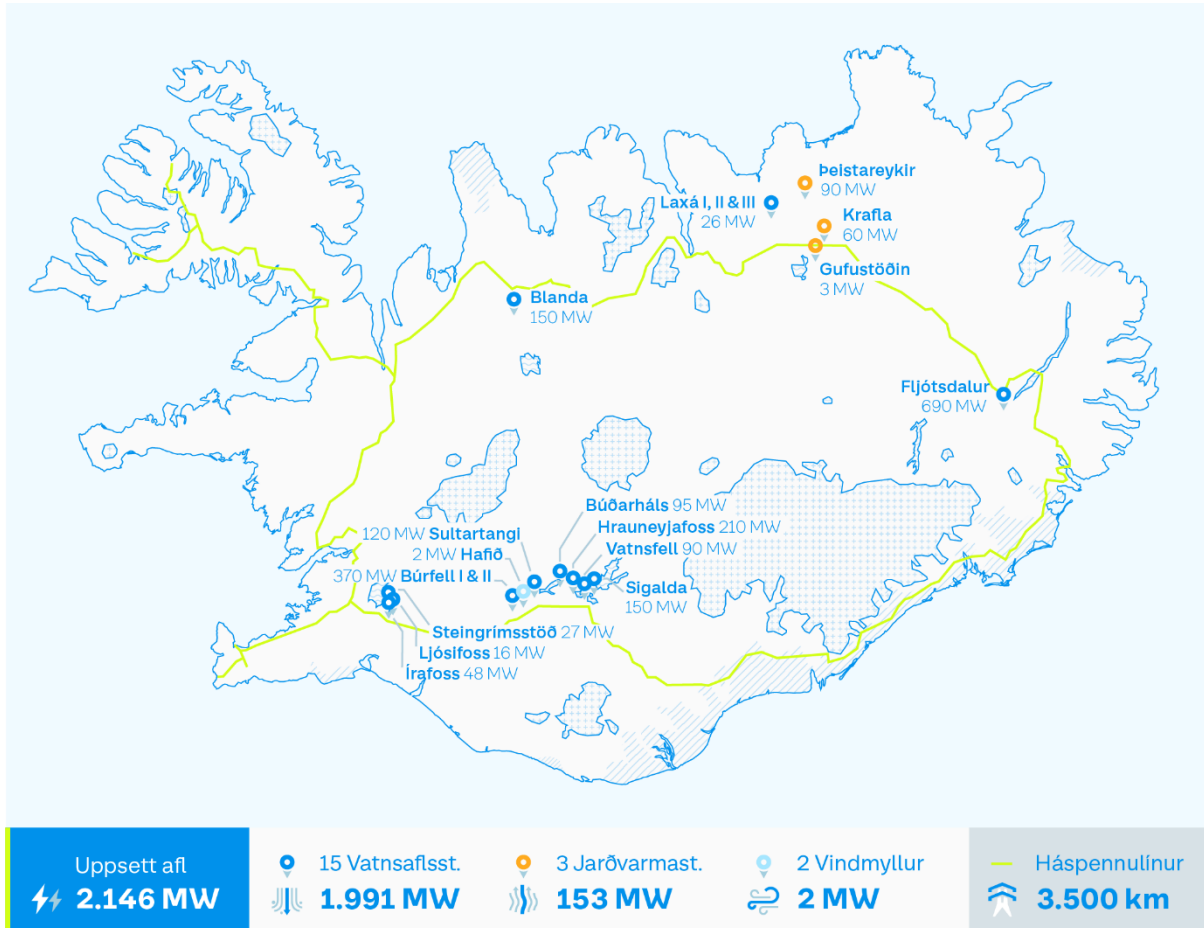 Þeistareykir
90 MW
Laxá I, II & III
26 MW
Krafla
60 MW
Gufustöðin
3 MW
Blanda
150 MW
Fljótsdalur
690 MW
Búðarháls 95 MW
Hrauneyjafoss 210 MW
Vatnsfell 90 MW
Sigalda
150 MW
120 MW Sultartangi
2 MW Hafið
370 MW Búrfell I & II
Steingrímsstöð 27 MW
Ljósifoss 16 MW
Írafoss 48 MW
Uppsett afl
2.146 MW
15 Vatnsaflsst.
1.991 MW
3 Jarðvarmast.
153 MW
2 Vindmyllur
2 MW
Háspennulínur
3.500 km